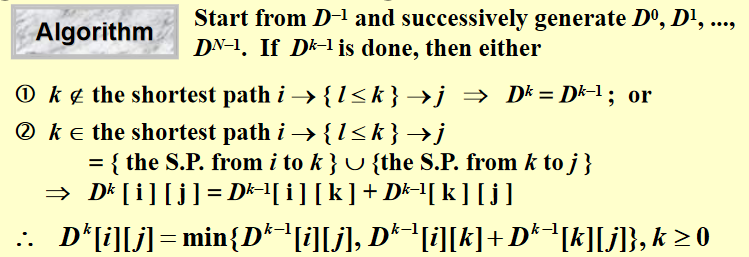 Algorithm
Start from D⁻¹ and successively generate D⁰, D¹, ...,
Dᴺ⁻¹. If Dᵏ⁻¹ is done, then either
① k ∉ the shortest path i → { l ≤ k } → j ⇒ Dᵏ = Dᵏ⁻¹ ; or
② k ∈ the shortest path i → { l ≤ k } → j
= { the S.P. from i to k } ∪ {the S.P. from k to j }
⇒ Dᵏ [ i ] [ j ] = Dᵏ⁻¹[ i ] [ k ] + Dᵏ⁻¹[ k ] [ j ]
∴ Dᵏ[i][j] = min{Dᵏ⁻¹[i][j], Dᵏ⁻¹[i][k] + Dᵏ⁻¹[k][j]}, k ≥ 0